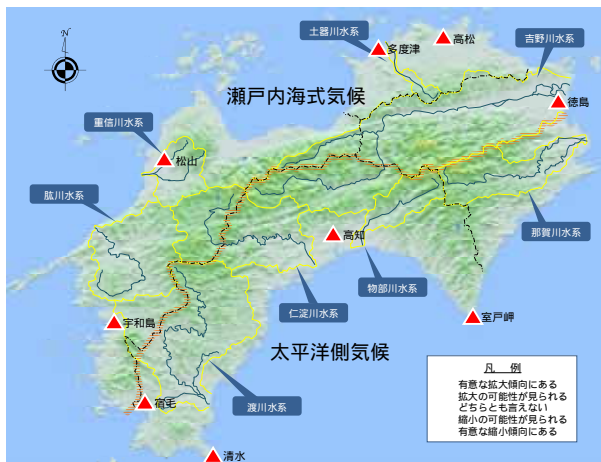 N
土器川水系
多度津
高松
吉野川水系
徳島
瀬戸内海式気候
重信川水系
松山
肱川水系
高知
那賀川水系
物部川水系
仁淀川水系
宇和島
室戸岬
太平洋側気候
渡川水系
宿毛
清水
凡 例
有意な拡大傾向にある
拡大の可能性が見られる
どちらとも言えない
縮小の可能性が見られる
有意な縮小傾向にある